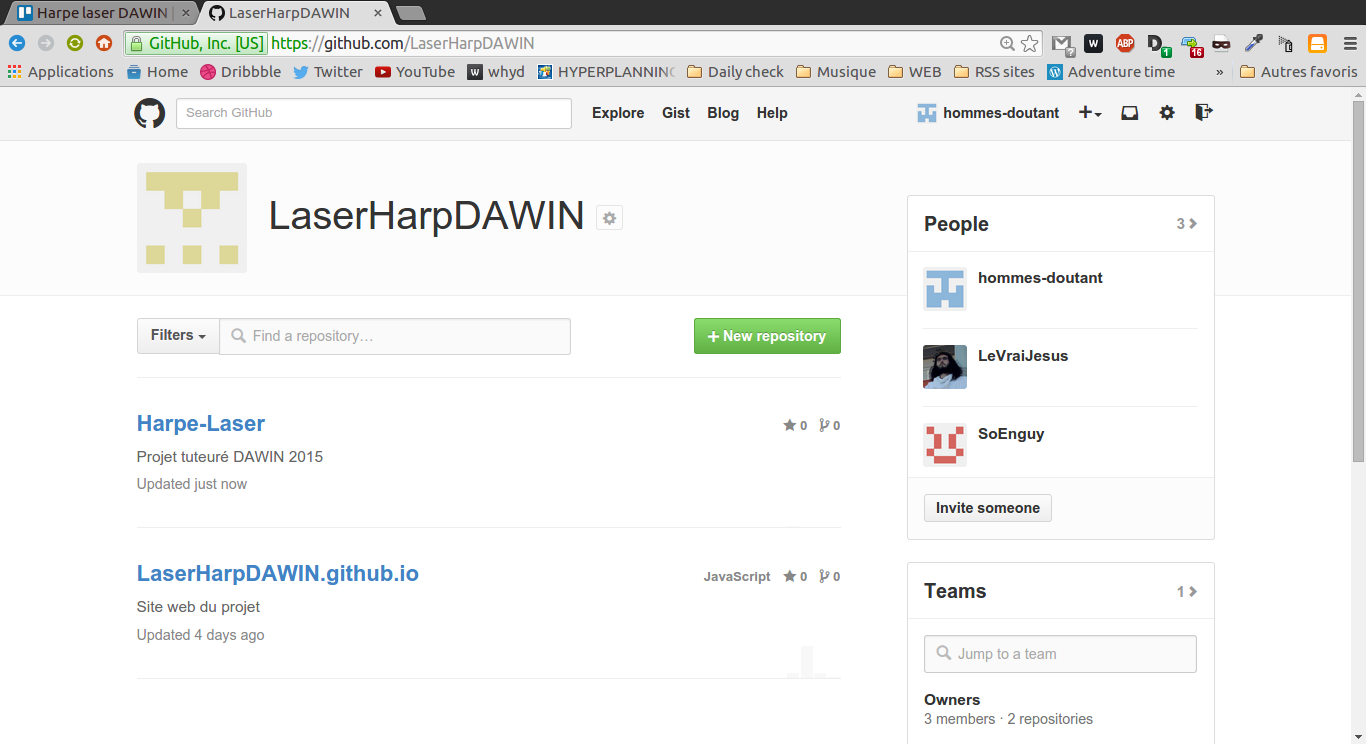 Harpe laser DAWIN
LaserHarpDAWIN
GitHub, Inc. [US] https://github.com/LaserHarpDAWIN
ABP
D
1
16
Applications Home Dribbble Twitter YouTube w whyd HYPERPLANNING Daily check Musique WEB RSS sites Adventure time » Autres favoris
Search GitHub
Explore Gist Blog Help
hommes-doutant
LaserHarpDAWIN
Filters
Find a repository…
+ New repository
Harpe-Laser
0 0
Projet tuteuré DAWIN 2015
Updated just now
LaserHarpDAWIN.github.io
JavaScript 0 0
Site web du projet
Updated 4 days ago
People 3
hommes-doutant
LeVraiJesus
SoEnguy
Invite someone
Teams 1
Jump to a team
Owners
3 members · 2 repositories